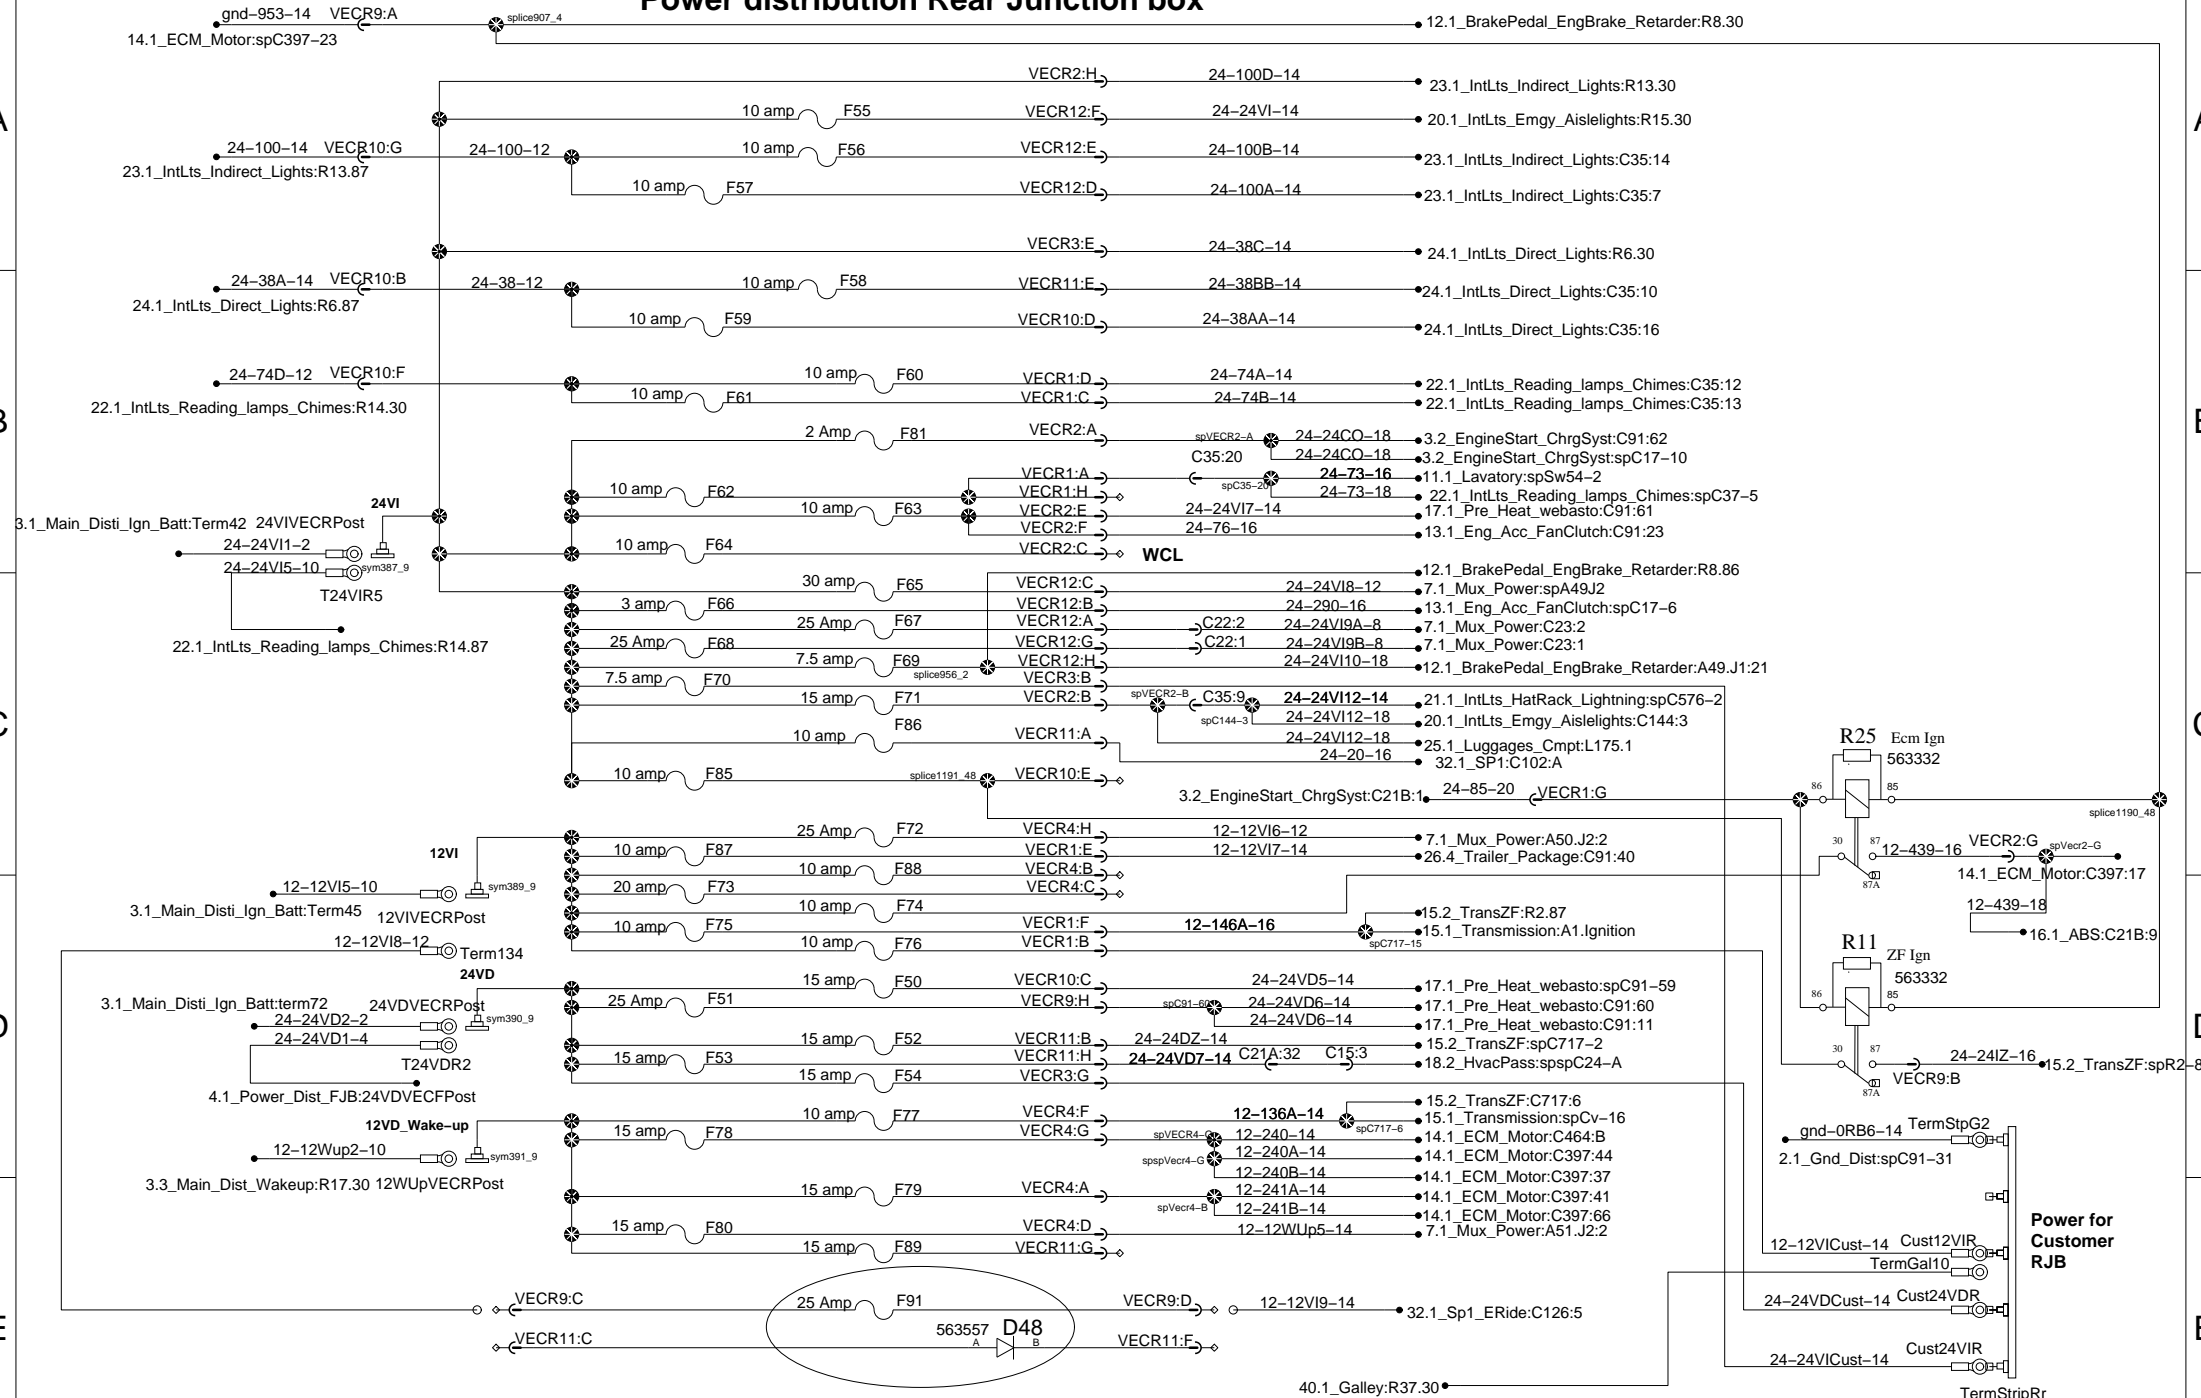 Power distribution Rear Junction box
gnd-953-14 VECR9:A splice907_4 12.1_BrakePedal_EngBrake_Retarder:R8.30
14.1_ECM_Motor:spC397-23
VECR2:H 24-100D-14 23.1_IntLts_Indirect_Lights:R13.30
10 amp F55 VECR12:F 24-24VI-14 20.1_IntLts_Emgy_Aislelights:R15.30
24-100-14 VECR10:G 24-100-12 10 amp F56 VECR12:E 24-100B-14 23.1_IntLts_Indirect_Lights:C35:14
23.1_IntLts_Indirect_Lights:R13.87
10 amp F57 VECR12:D 24-100A-14 23.1_IntLts_Indirect_Lights:C35:7
VECR3:E 24-38C-14 24.1_IntLts_Direct_Lights:R6.30
24-38A-14 VECR10:B 24-38-12 10 amp F58 VECR11:E 24-38BB-14 24.1_IntLts_Direct_Lights:C35:10
24.1_IntLts_Direct_Lights:R6.87
10 amp F59 VECR10:D 24-38AA-14 24.1_IntLts_Direct_Lights:C35:16
24-74D-12 VECR10:F 10 amp F60 VECR1:D 24-74A-14 22.1_IntLts_Reading_lamps_Chimes:C35:12
22.1_IntLts_Reading_lamps_Chimes:R14.30 10 amp F61 VECR1:C 24-74B-14 22.1_IntLts_Reading_lamps_Chimes:C35:13
2 Amp F81 VECR2:A spVECR2-A 24-24CO-18 3.2_EngineStart_ChrgSyst:C91:62
C35:20 24-24CO-18 3.2_EngineStart_ChrgSyst:spC17-10
VECR1:A 24-73-16 11.1_Lavatory:spSw54-2
10 amp F62 VECR1:H spC35-20 24-73-18 22.1_IntLts_Reading_lamps_Chimes:spC37-5
24VI 10 amp F63 VECR2:E 24-24VI7-14 17.1_Pre_Heat_webasto:C91:61
3.1_Main_Disti_Ign_Batt:Term42 24VIVECRPost VECR2:F 24-76-16 13.1_Eng_Acc_FanClutch:C91:23
24-24VI1-2 10 amp F64 VECR2:C WCL
24-24VI5-10 sym387_9 12.1_BrakePedal_EngBrake_Retarder:R8.86
T24VIR5 30 amp F65 VECR12:C 24-24VI8-12 7.1_Mux_Power:spA49J2
3 amp F66 VECR12:B 24-290-16 13.1_Eng_Acc_FanClutch:spC17-6
25 Amp F67 VECR12:A C22:2 24-24VI9A-8 7.1_Mux_Power:C23:2
22.1_IntLts_Reading_lamps_Chimes:R14.87 25 Amp F68 VECR12:G C22:1 24-24VI9B-8 7.1_Mux_Power:C23:1
7.5 amp F69 splice956_2 VECR12:H 24-24VI10-18 12.1_BrakePedal_EngBrake_Retarder:A49.J1:21
7.5 amp F70 VECR3:B
15 amp F71 VECR2:B spVECR2-B C35:9 24-24VI12-14 21.1_IntLts_HatRack_Lightning:spC576-2
spC144-3 24-24VI12-18 20.1_IntLts_Emgy_Aislelights:C144:3
10 amp F86 VECR11:A 24-24VI12-18 25.1_Luggages_Cmpt:L175.1
24-20-16 32.1_SP1:C102:A
R25 Ecm Ign
563332
10 amp F85 splice1191_48 VECR10:E
3.2_EngineStart_ChrgSyst:C21B:1 24-85-20 VECR1:G 86 85 splice1190_48
12VI 25 Amp F72 VECR4:H 12-12VI6-12 7.1_Mux_Power:A50.J2:2
10 amp F87 VECR1:E 12-12VI7-14 26.4_Trailer_Package:C91:40
30 87 12-439-16 VECR2:G spVecr2-G
87A 14.1_ECM_Motor:C397:17
10 amp F88 VECR4:B
12-12VI5-10 sym389_9 20 amp F73 VECR4:C
3.1_Main_Disti_Ign_Batt:Term45 12VIVECRPost 10 amp F74 15.2_TransZF:R2.87 12-439-18
10 amp F75 VECR1:F 12-146A-16 spC717-15 15.1_Transmission:A1.Ignition 16.1_ABS:C21B:9
12-12VI8-12 Term134 10 amp F76 VECR1:B
R11 ZF Ign
563332
24VD 15 amp F50 VECR10:C 24-24VD5-14 17.1_Pre_Heat_webasto:spC91-59
3.1_Main_Disti_Ign_Batt:term72 24VDVECRPost 25 Amp F51 VECR9:H spC91-60 24-24VD6-14 17.1_Pre_Heat_webasto:C91:60 86 85
24-24VD2-2 sym390_9 24-24VD6-14 17.1_Pre_Heat_webasto:C91:11
24-24VD1-4 15 amp F52 VECR11:B 24-24DZ-14 15.2_TransZF:spC717-2
T24VDR2 15 amp F53 VECR11:H 24-24VD7-14 C21A:32 C15:3 18.2_HvacPass:spspC24-A 30 87 24-24IZ-16 15.2_TransZF:spR2-8
15 amp F54 VECR3:G 87A VECR9:B
4.1_Power_Dist_FJB:24VDVECFPost
15.2_TransZF:C717:6
12VD_Wake-up 10 amp F77 VECR4:F 12-136A-14 spC717-6 15.1_Transmission:spCv-16
15 amp F78 VECR4:G spVECR4-G 12-240-14 14.1_ECM_Motor:C464:B gnd-0RB6-14 TermStpG2
12-12Wup2-10 sym391_9 spspVecr4-G 12-240A-14 14.1_ECM_Motor:C397:44 2.1_Gnd_Dist:spC91-31
3.3_Main_Dist_Wakeup:R17.30 12WUpVECRPost 12-240B-14 14.1_ECM_Motor:C397:37
15 amp F79 VECR4:A 12-241A-14 14.1_ECM_Motor:C397:41
spVecr4-B 12-241B-14 14.1_ECM_Motor:C397:66
15 amp F80 VECR4:D 12-12WUp5-14 7.1_Mux_Power:A51.J2:2
Power for
Customer
RJB
15 amp F89 VECR11:G 12-12VICust-14 Cust12VIR
TermGal10
VECR9:C 25 Amp F91 VECR9:D 12-12VI9-14 32.1_Sp1_ERide:C126:5 24-24VDCust-14 Cust24VDR
VECR11:C 563557 A D48 B VECR11:F
24-24VICust-14 Cust24VIR
40.1_Galley:R37.30
TermStripRr
A A
B B
C C
D D
E E